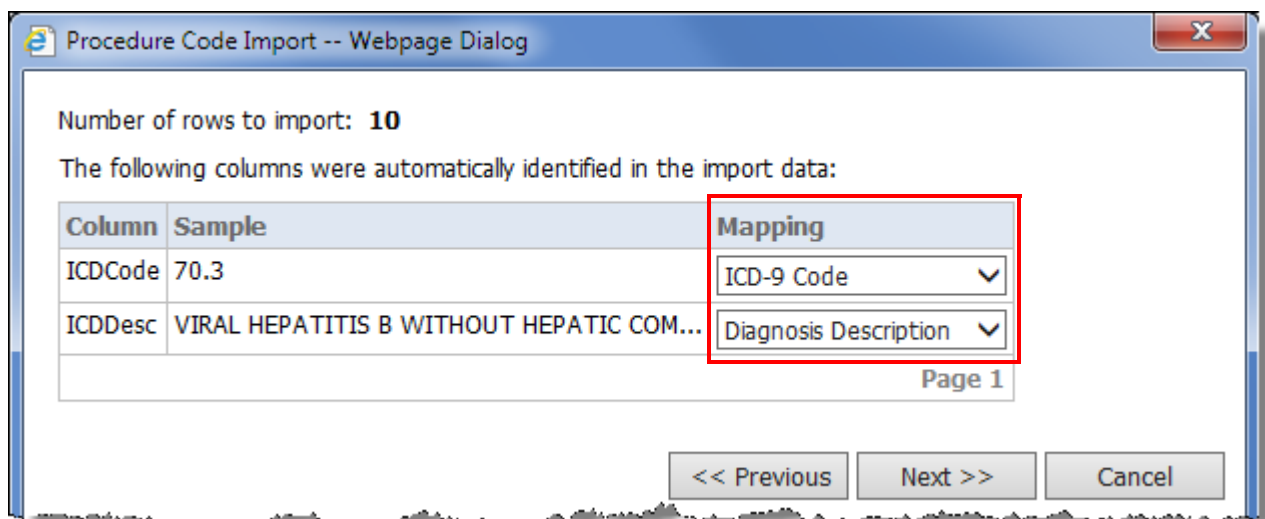 Procedure Code Import -- Webpage Dialog
x
Number of rows to import: 10
The following columns were automatically identified in the import data:
Column Sample Mapping
ICDCode 70.3 ICD-9 Code
ICDDesc VIRAL HEPATITIS B WITHOUT HEPATIC COM... Diagnosis Description
Page 1
<< Previous Next >> Cancel